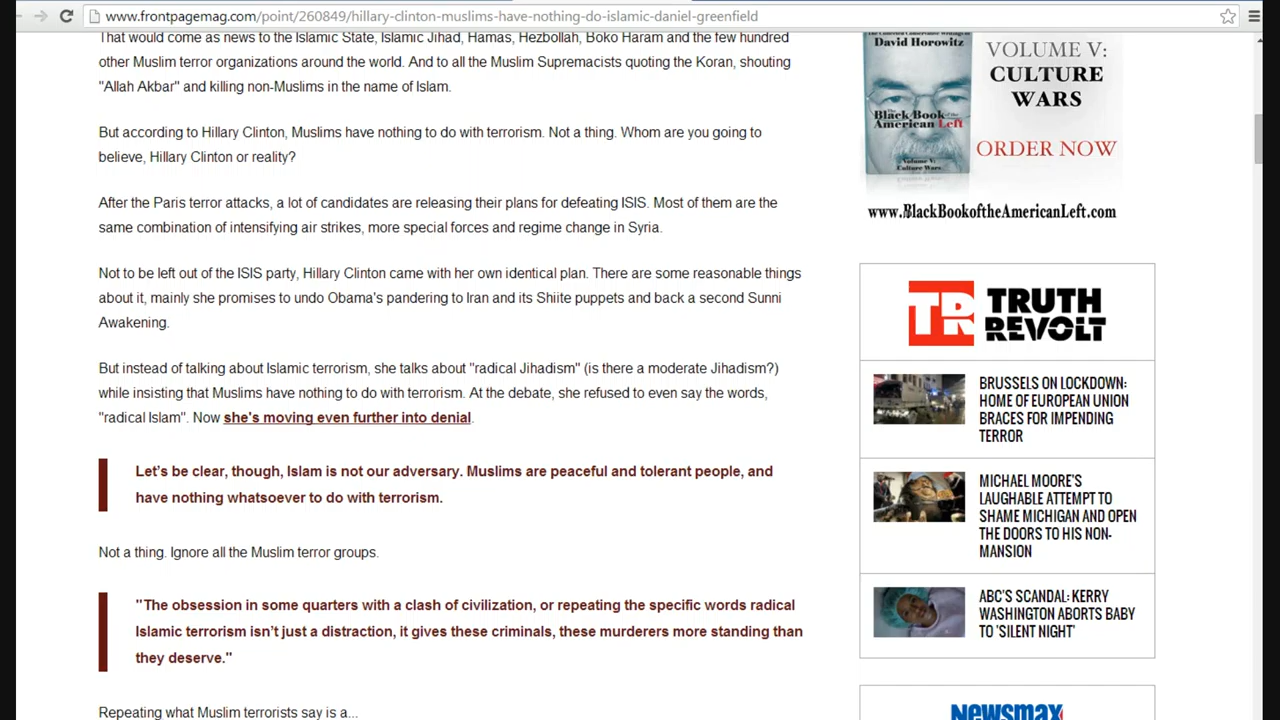 www.frontpagemag.com/point/260849/hillary-clinton-muslims-have-nothing-do-islamic-daniel-greenfield
That would come as news to the Islamic State, Islamic Jihad, Hamas, Hezbollah, Boko Haram and the few hundred
other Muslim terror organizations around the world. And to all the Muslim Supremacists quoting the Koran, shouting
"Allah Akbar" and killing non-Muslims in the name of Islam.
But according to Hillary Clinton, Muslims have nothing to do with terrorism. Not a thing. Whom are you going to
believe, Hillary Clinton or reality?
After the Paris terror attacks, a lot of candidates are releasing their plans for defeating ISIS. Most of them are the
same combination of intensifying air strikes, more special forces and regime change in Syria.
Not to be left out of the ISIS party, Hillary Clinton came with her own identical plan. There are some reasonable things
about it, mainly she promises to undo Obama's pandering to Iran and its Shiite puppets and back a second Sunni
Awakening.
But instead of talking about Islamic terrorism, she talks about "radical Jihadism" (is there a moderate Jihadism?)
while insisting that Muslims have nothing to do with terrorism. At the debate, she refused to even say the words,
"radical Islam". Now she's moving even further into denial.
Let's be clear, though, Islam is not our adversary. Muslims are peaceful and tolerant people, and
have nothing whatsoever to do with terrorism.
Not a thing. Ignore all the Muslim terror groups.
"The obsession in some quarters with a clash of civilization, or repeating the specific words radical
Islamic terrorism isn't just a distraction, it gives these criminals, these murderers more standing than
they deserve."
Repeating what Muslim terrorists say is a...
David Horowitz
The Black Book of the
American Left
Volume V:
Culture Wars
VOLUME V:
CULTURE
WARS
ORDER NOW
www.BlackBookoftheAmericanLeft.com
TR TRUTH
REVOLT
BRUSSELS ON LOCKDOWN:
HOME OF EUROPEAN UNION
BRACES FOR IMPENDING
TERROR
MICHAEL MOORE'S
LAUGHABLE ATTEMPT TO
SHAME MICHIGAN AND OPEN
THE DOORS TO HIS NON-
MANSION
ABC'S SCANDAL: KERRY
WASHINGTON ABORTS BABY
TO 'SILENT NIGHT'
Newsmax